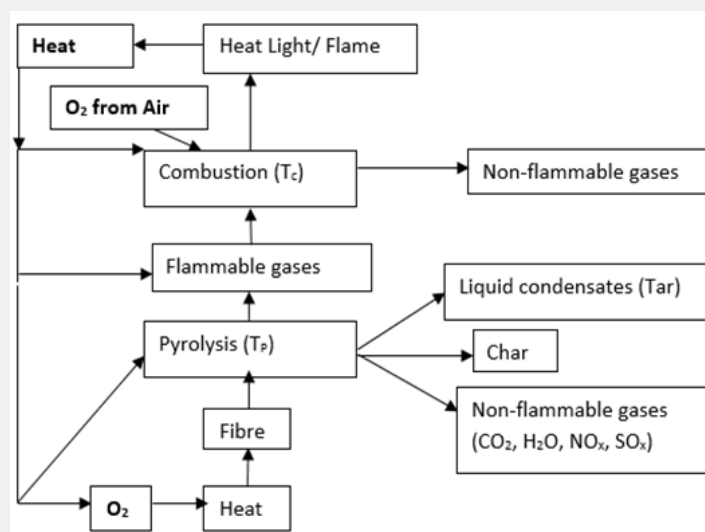 Heat
Heat Light/ Flame
O₂ from Air
Combustion (T꜀)
Non-flammable gases
Flammable gases
Liquid condensates (Tar)
Pyrolysis (Tₚ)
Char
Non-flammable gases
(CO₂, H₂O, NOₓ, SOₓ)
Fibre
O₂
Heat